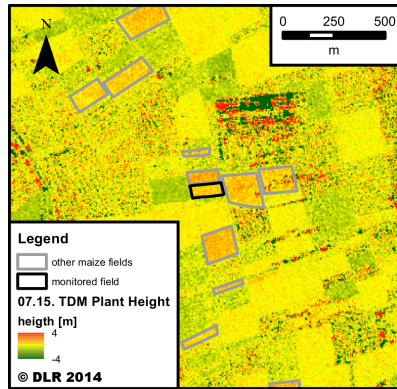 N
0 250 500
m
Legend
other maize fields
monitored field
07.15. TDM Plant Height
heigth [m]
4
-4
© DLR 2014